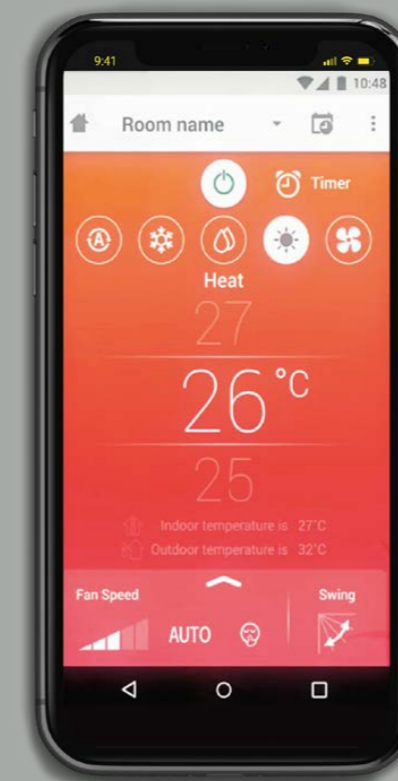 9:41
10:48
Room name
Timer
A
Heat
27
26°C
25
Indoor temperature is 27°C
Outdoor temperature is 32°C
Fan Speed
Swing
AUTO